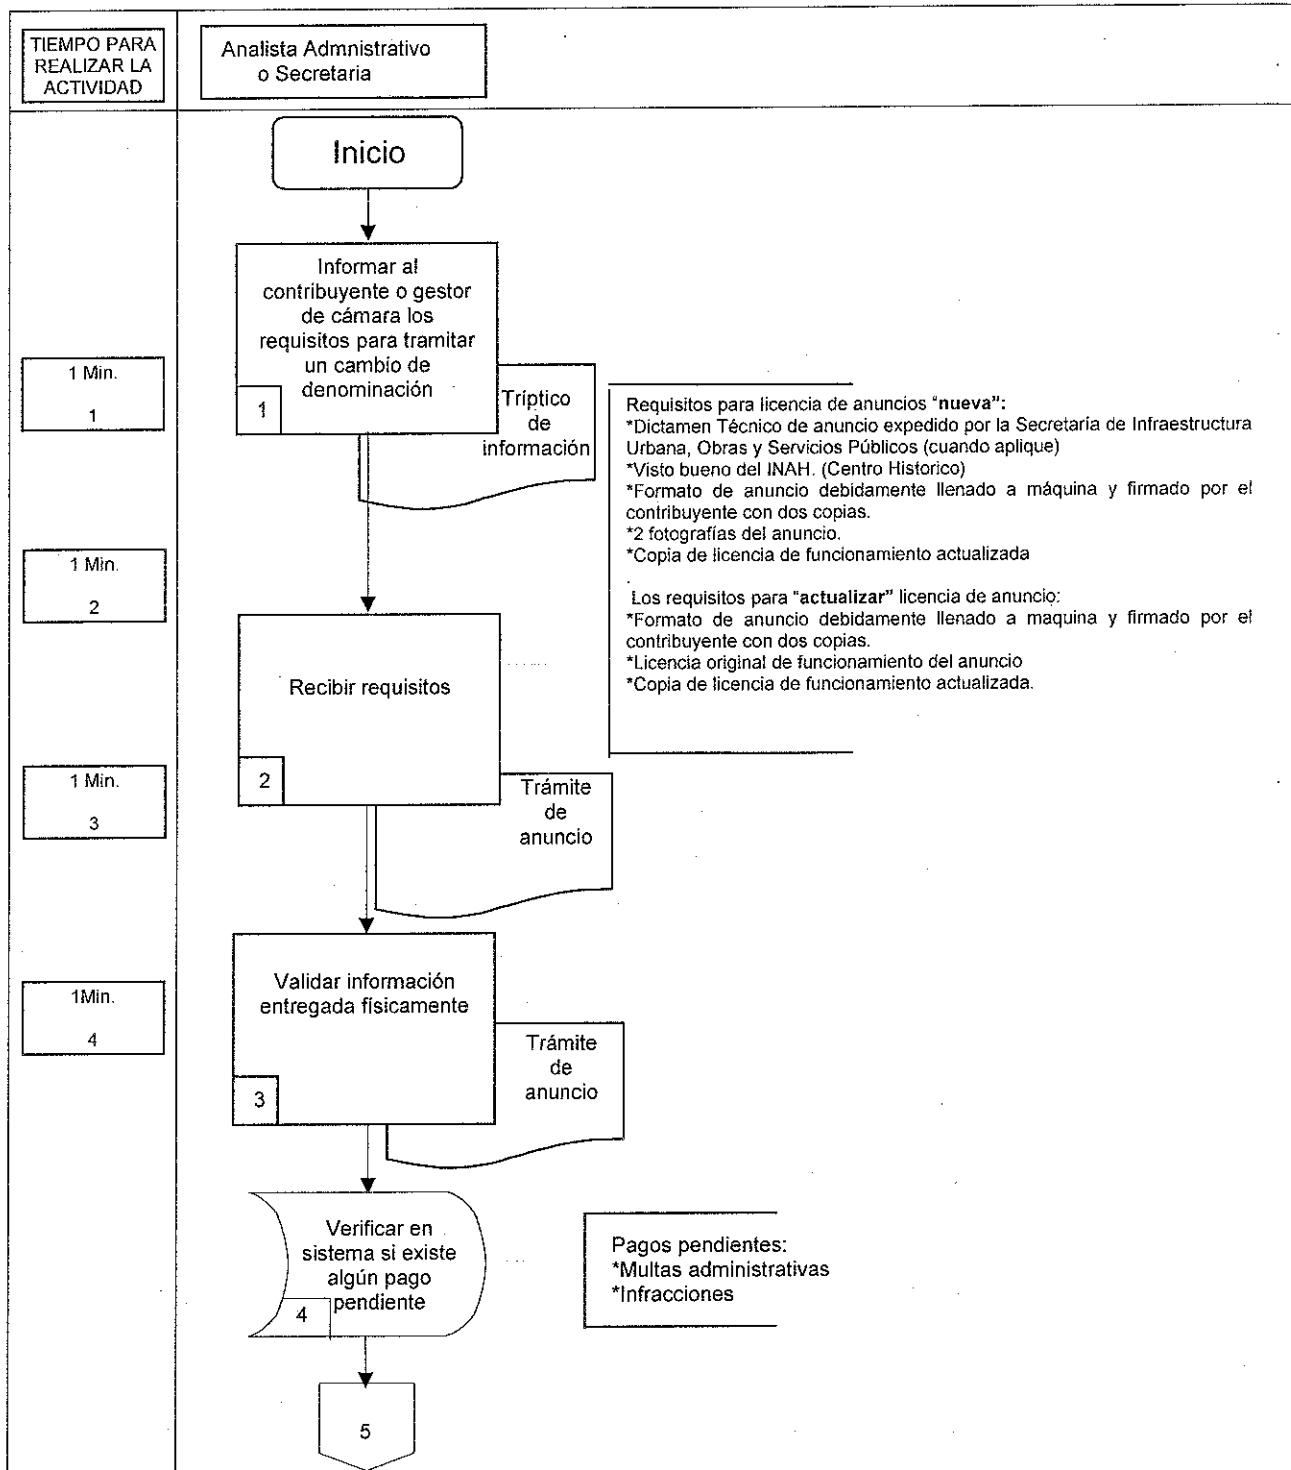 TIEMPO PARA
REALIZAR LA
ACTIVIDAD
Analista Admnistrativo
o Secretaria
Inicio
Informar al
contribuyente o gestor
de cámara los
requisitos para tramitar
un cambio de
denominación
1
Tríptico
de
información
1 Min.
1
Requisitos para licencia de anuncios "nueva":
*Dictamen Técnico de anuncio expedido por la Secretaría de Infraestructura
Urbana, Obras y Servicios Públicos (cuando aplique)
*Visto bueno del INAH. (Centro Historico)
*Formato de anuncio debidamente llenado a máquina y firmado por el
contribuyente con dos copias.
*2 fotografías del anuncio.
*Copia de licencia de funcionamiento actualizada
.
Los requisitos para "actualizar" licencia de anuncio:
*Formato de anuncio debidamente llenado a maquina y firmado por el
contribuyente con dos copias.
*Licencia original de funcionamiento del anuncio
*Copia de licencia de funcionamiento actualizada.
1 Min.
2
Recibir requisitos
2
Trámite
de
anuncio
1 Min.
3
Validar información
entregada físicamente
3
Trámite
de
anuncio
1Min.
4
Verificar en
sistema si existe
algún pago
pendiente
4
Pagos pendientes:
*Multas administrativas
*Infracciones
5